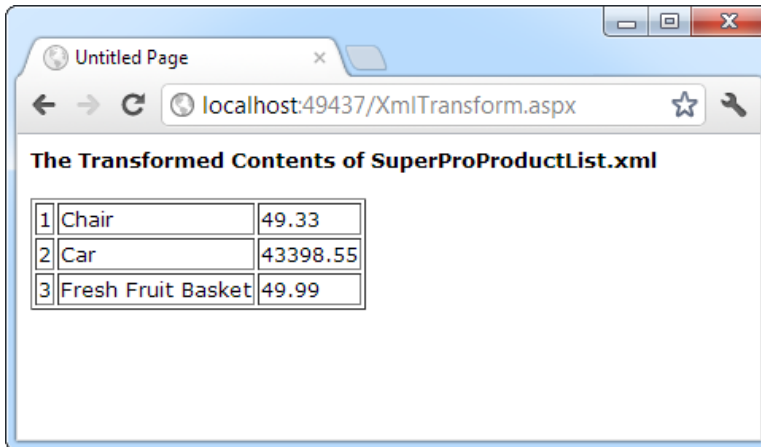 Untitled Page
localhost:49437/XmlTransform.aspx
The Transformed Contents of SuperProProductList.xml
1 Chair 49.33
2 Car 43398.55
3 Fresh Fruit Basket 49.99